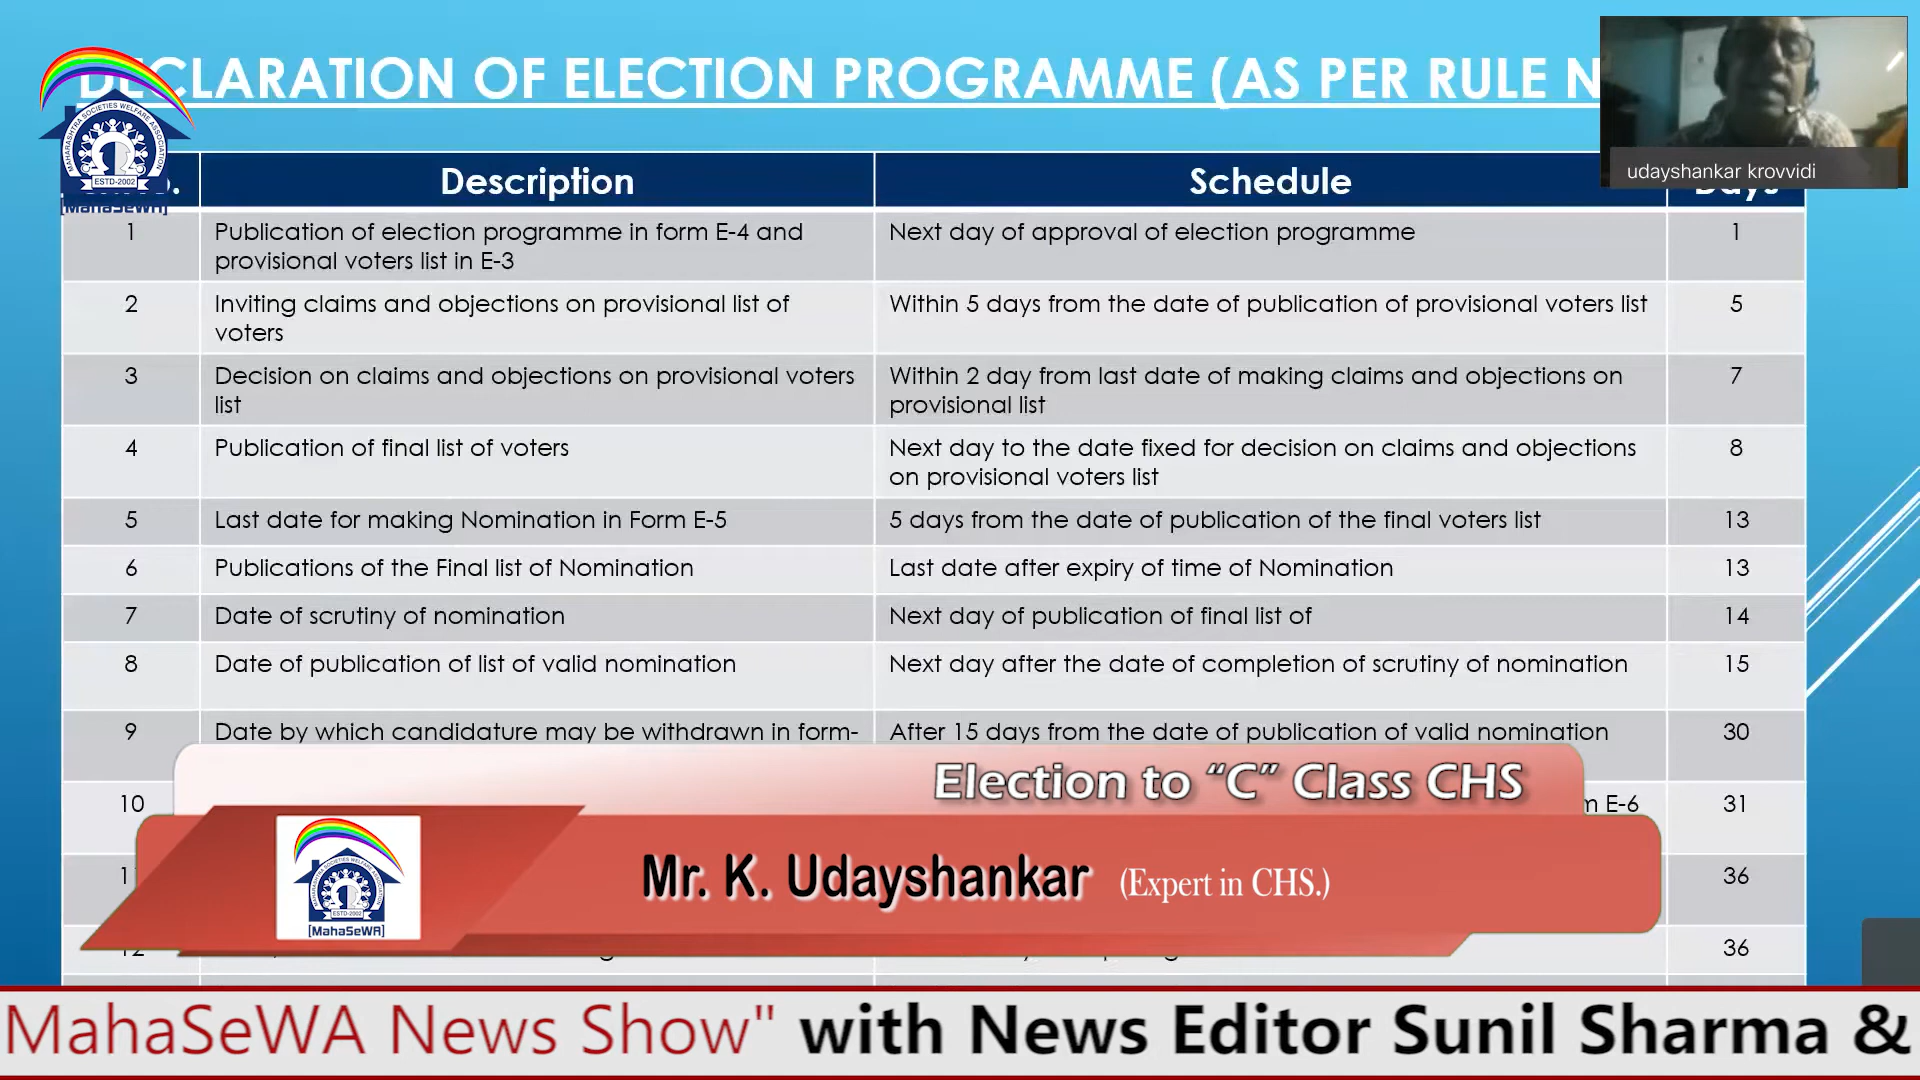 DECLARATION OF ELECTION PROGRAMME (AS PER RULE N
udayshankar krovvidi
MAHARASHTRA SOCIETIES WELFARE ASSOCIATION
ESTD-2002
[MahaSeWA]
Description Schedule Days
1 Publication of election programme in form E-4 and Next day of approval of election programme 1
provisional voters list in E-3
2 Inviting claims and objections on provisional list of Within 5 days from the date of publication of provisional voters list 5
voters
3 Decision on claims and objections on provisional voters Within 2 day from last date of making claims and objections on 7
list provisional list
4 Publication of final list of voters Next day to the date fixed for decision on claims and objections 8
on provisional voters list
5 Last date for making Nomination in Form E-5 5 days from the date of publication of the final voters list 13
6 Publications of the Final list of Nomination Last date after expiry of time of Nomination 13
7 Date of scrutiny of nomination Next day of publication of final list of 14
8 Date of publication of list of valid nomination Next day after the date of completion of scrutiny of nomination 15
9 Date by which candidature may be withdrawn in form- After 15 days from the date of publication of valid nomination 30
10 E-6 31
36
12 36
Election to “C” Class CHS
Mr. K. Udayshankar (Expert in CHS.)
ESTD-2002
[MahaSeWA]
MahaSeWA News Show" with News Editor Sunil Sharma &